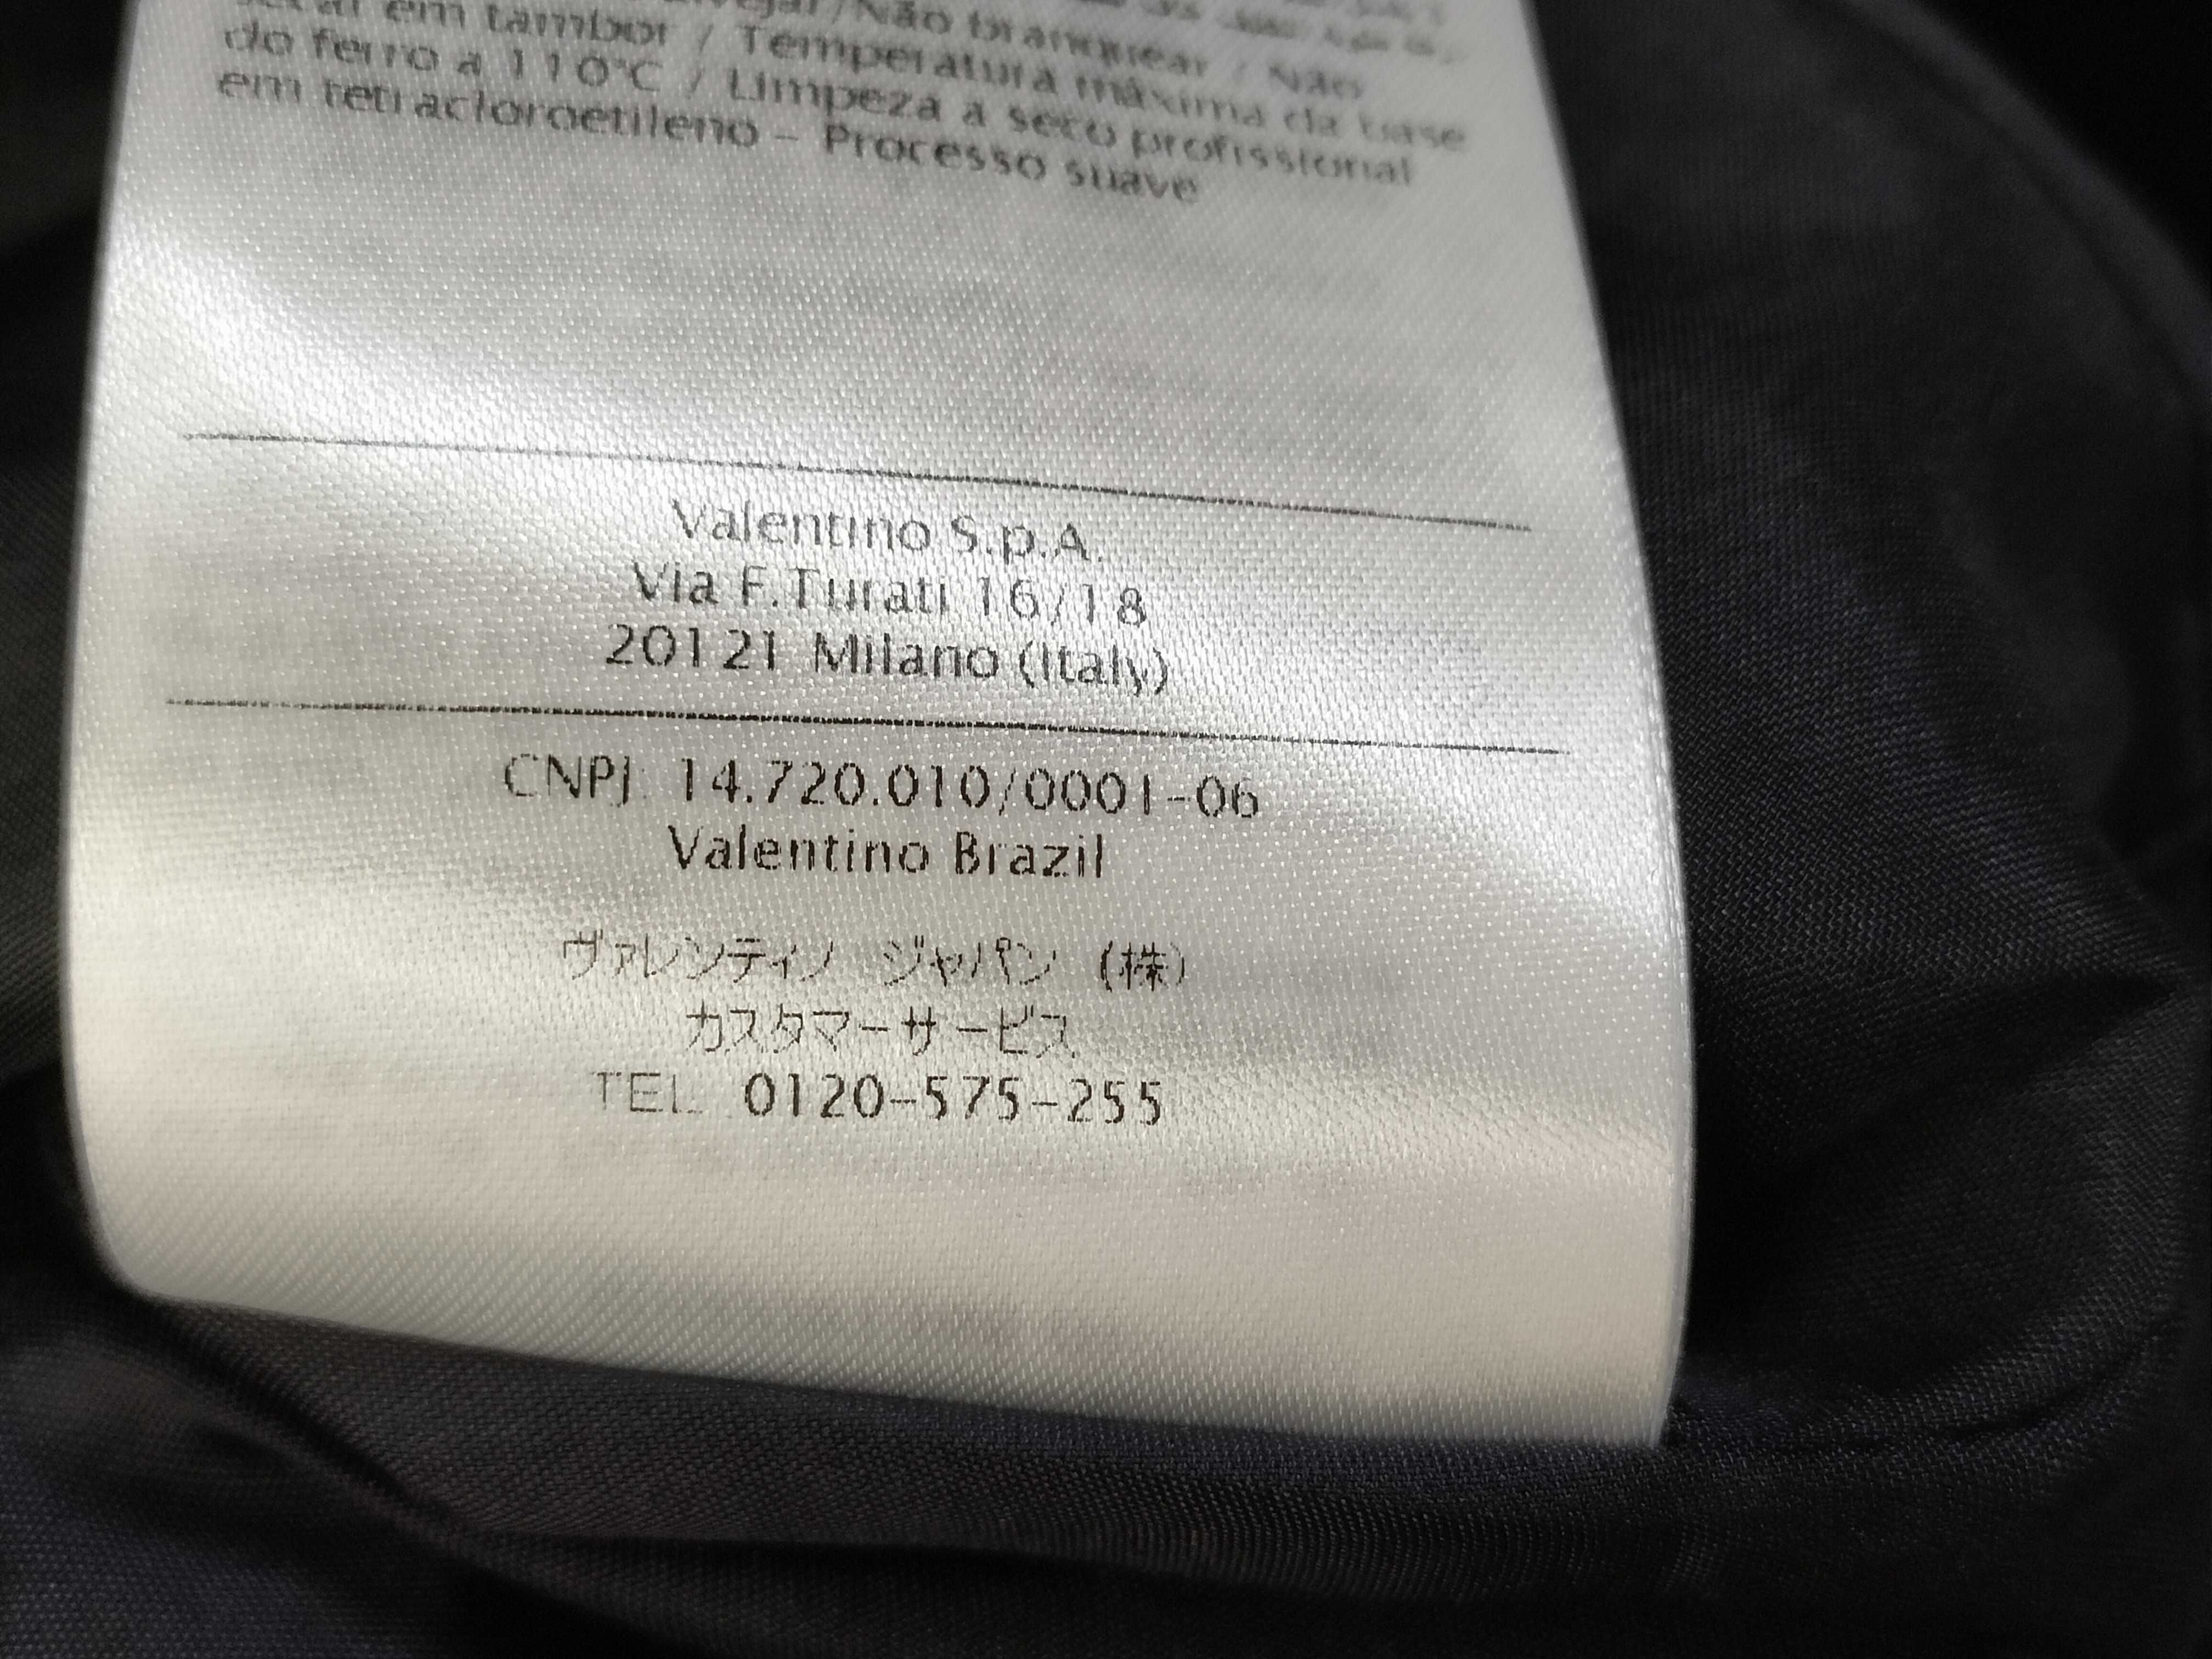 /Não branquear / Não
em tambor / Temperatura máxima da base
do ferro a 110°C / Limpeza a seco profissional
em tetracloroetileno – Processo suave
Valentino S.p.A.
Via F.Turati 16/18
20121 Milano (Italy)
CNPJ: 14.720.010/0001-06
Valentino Brazil
ヴァレンティノ ジャパン (株)
カスタマーサービス
TEL. 0120-575-255